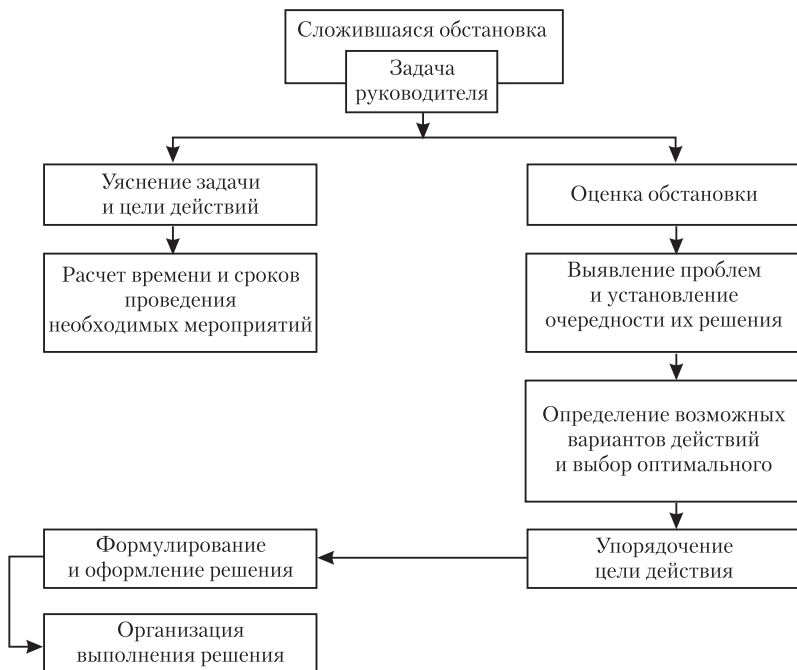 Сложившаяся обстановка
Задача
руководителя
Уяснение задачи
и цели действий
Оценка обстановки
Расчет времени и сроков
проведения
необходимых мероприятий
Выявление проблем
и установление
очередности их решения
Определение возможных
вариантов действий
и выбор оптимального
Формулирование
и оформление решения
Упорядочение
цели действия
Организация
выполнения решения